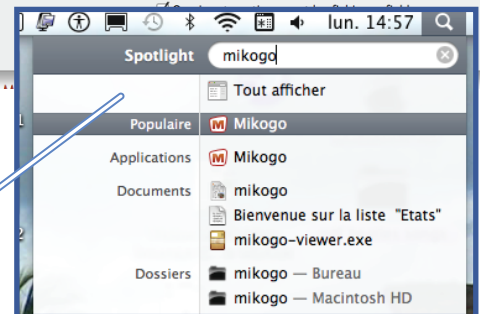 lun. 14:57
Spotlight mikogo
Tout afficher
Populaire Mikogo
Applications Mikogo
Documents mikogo
Bienvenue sur la liste "Etats"
mikogo-viewer.exe
Dossiers mikogo — Bureau
mikogo — Macintosh HD